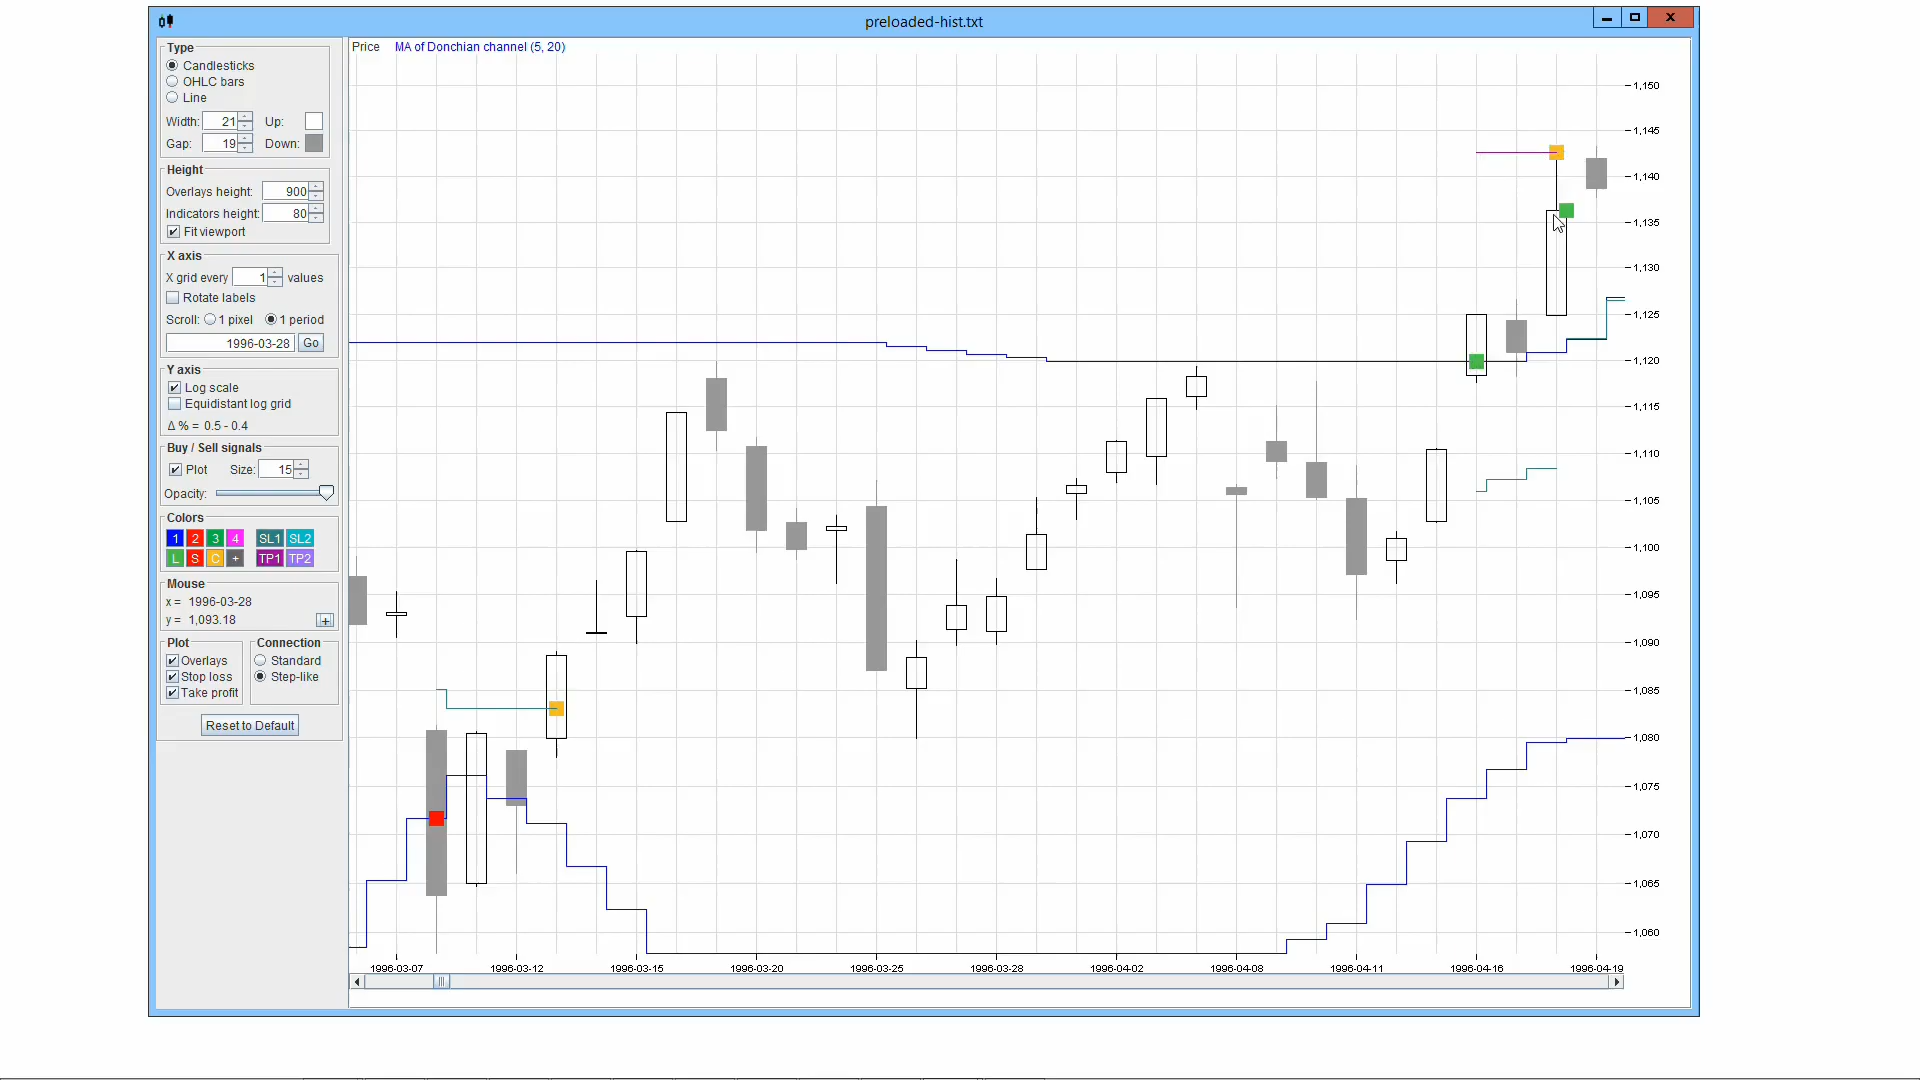 preloaded-hist.txt
Type
Candlesticks
OHLC bars
Line
Width: 21 Up:
Gap: 19 Down:
Height
Overlays height: 900
Indicators height: 80
Fit viewport
X axis
X grid every 1 values
Rotate labels
Scroll: 1 pixel 1 period
1996-03-28 Go
Y axis
Log scale
Equidistant log grid
Δ % = 0.5 - 0.4
Buy / Sell signals
Plot Size: 15
Opacity:
Colors
1 2 3 4 SL1 SL2
L S C + TP1 TP2
Mouse
x = 1996-03-28
y = 1,093.18 +
Plot
Overlays
Stop loss
Take profit
Connection
Standard
Step-like
Reset to Default
Price MA of Donchian channel (5, 20)
1,150
1,145
1,140
1,135
1,130
1,125
1,120
1,115
1,110
1,105
1,100
1,095
1,090
1,085
1,080
1,075
1,070
1,065
1,060
1996-03-07 1996-03-12 1996-03-15 1996-03-20 1996-03-25 1996-03-28 1996-04-02 1996-04-08 1996-04-11 1996-04-16 1996-04-19